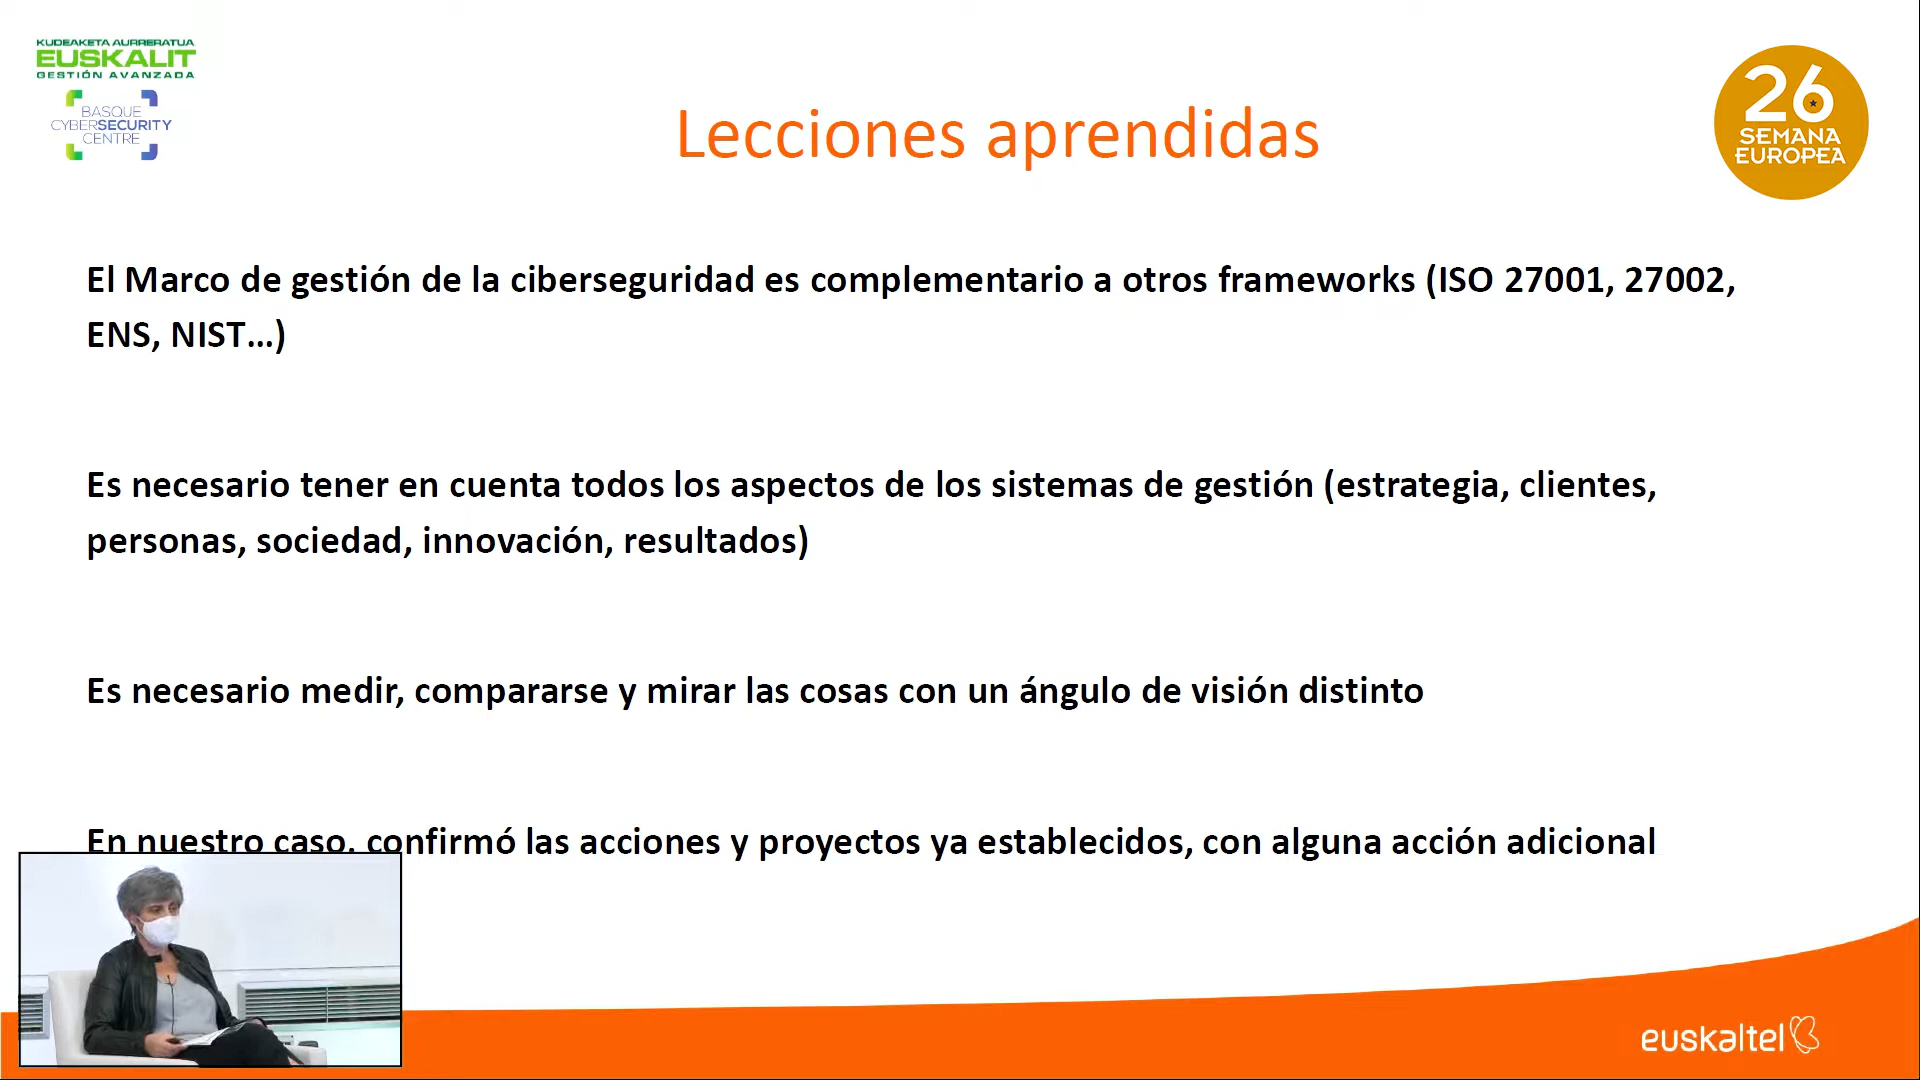 KUDEAKETA AURRERATUA
EUSKALIT
GESTIÓN AVANZADA
BASQUE
CYBERSECURITY
CENTRE
Lecciones aprendidas
26
SEMANA
EUROPEA
El Marco de gestión de la ciberseguridad es complementario a otros frameworks (ISO 27001, 27002,
ENS, NIST...)
Es necesario tener en cuenta todos los aspectos de los sistemas de gestión (estrategia, clientes,
personas, sociedad, innovación, resultados)
Es necesario medir, compararse y mirar las cosas con un ángulo de visión distinto
En nuestro caso, confirmó las acciones y proyectos ya establecidos, con alguna acción adicional
euskaltel